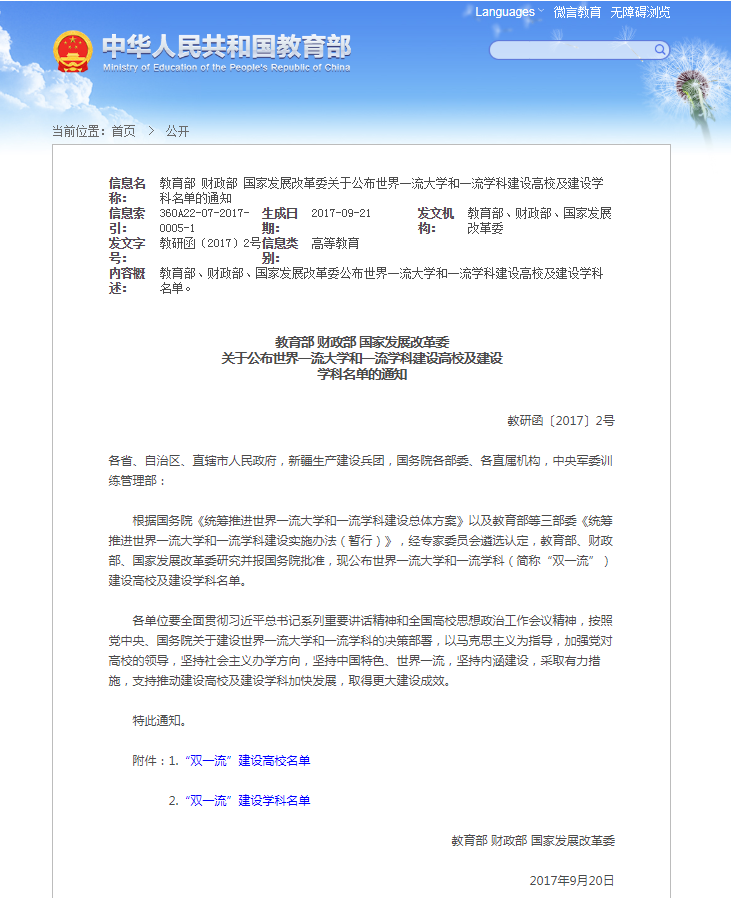 Languages 微言教育 无障碍浏览
中华人民共和国教育部
Ministry of Education of the People's Republic of China
当前位置：首页 > 公开
信息名称： 教育部 财政部 国家发展改革委关于公布世界一流大学和一流学科建设高校及建设学科名单的通知
信息索引： 360A22-07-2017-0005-1 生成日期： 2017-09-21 发文机构： 教育部、财政部、国家发展改革委
发文字号： 教研函〔2017〕2号 信息类别： 高等教育
内容概述： 教育部、财政部、国家发展改革委公布世界一流大学和一流学科建设高校及建设学科名单。
教育部 财政部 国家发展改革委
关于公布世界一流大学和一流学科建设高校及建设
学科名单的通知
教研函〔2017〕2号
各省、自治区、直辖市人民政府，新疆生产建设兵团，国务院各部委、各直属机构，中央军委训
练管理部：
根据国务院《统筹推进世界一流大学和一流学科建设总体方案》以及教育部等三部委《统筹
推进世界一流大学和一流学科建设实施办法（暂行）》，经专家委员会遴选认定，教育部、财政
部、国家发展改革委研究并报国务院批准，现公布世界一流大学和一流学科（简称“双一流”）
建设高校及建设学科名单。
各单位要全面贯彻习近平总书记系列重要讲话精神和全国高校思想政治工作会议精神，按照
党中央、国务院关于建设世界一流大学和一流学科的决策部署，以马克思主义为指导，加强党对
高校的领导，坚持社会主义办学方向，坚持中国特色、世界一流，坚持内涵建设，采取有力措
施，支持推动建设高校及建设学科加快发展，取得更大建设成效。
特此通知。
附件：1. “双一流”建设高校名单
2. “双一流”建设学科名单
教育部 财政部 国家发展改革委
2017年9月20日